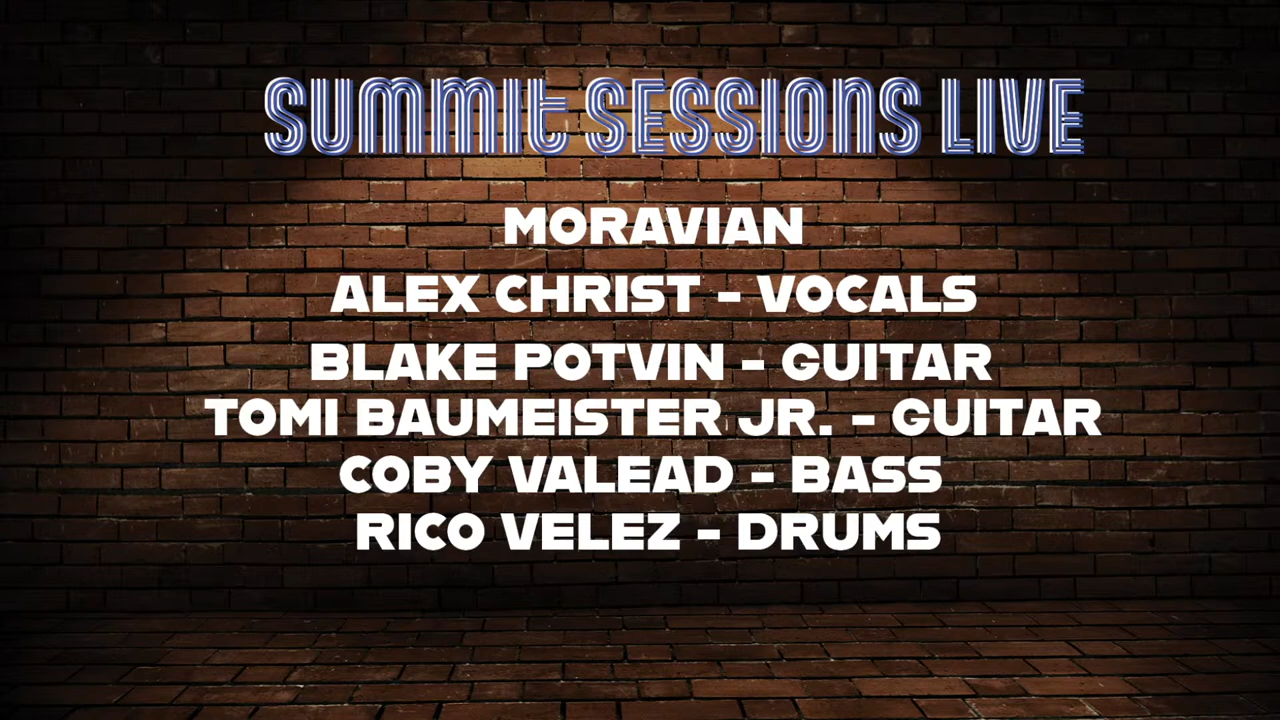 SUMMIT SESSIONS LIVE
MORAVIAN
ALEX CHRIST - VOCALS
BLAKE POTVIN - GUITAR
TOMI BAUMEISTER JR. - GUITAR
COBY VALEAD - BASS
RICO VELEZ - DRUMS